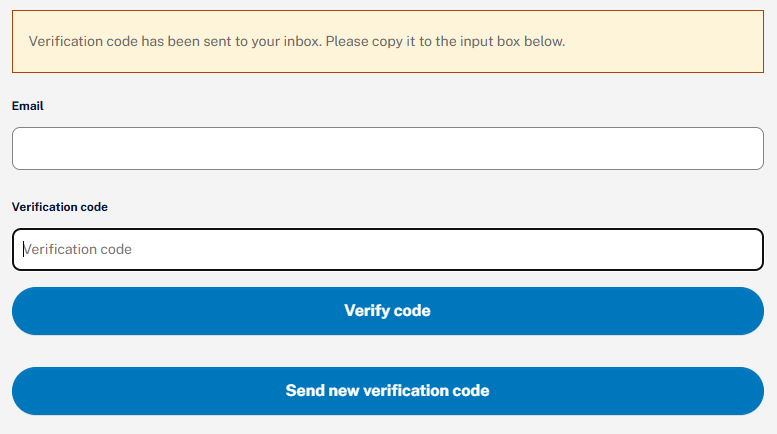 Verification code has been sent to your inbox. Please copy it to the input box below.
Email
Verification code
Verification code
Verify code
Send new verification code